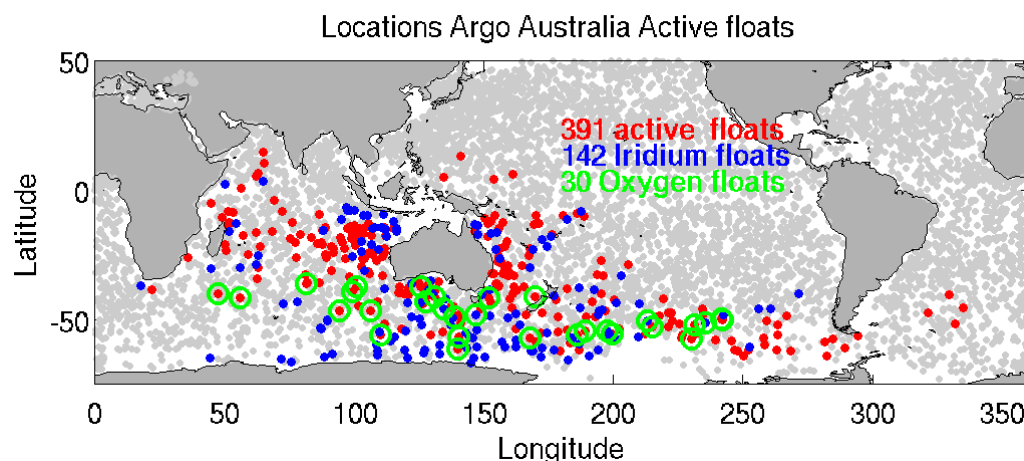 Locations Argo Australia Active floats
50
391 active floats
142 Iridium floats
30 Oxygen floats
0
-50
Latitude
0 50 100 150 200 250 300 350
Longitude